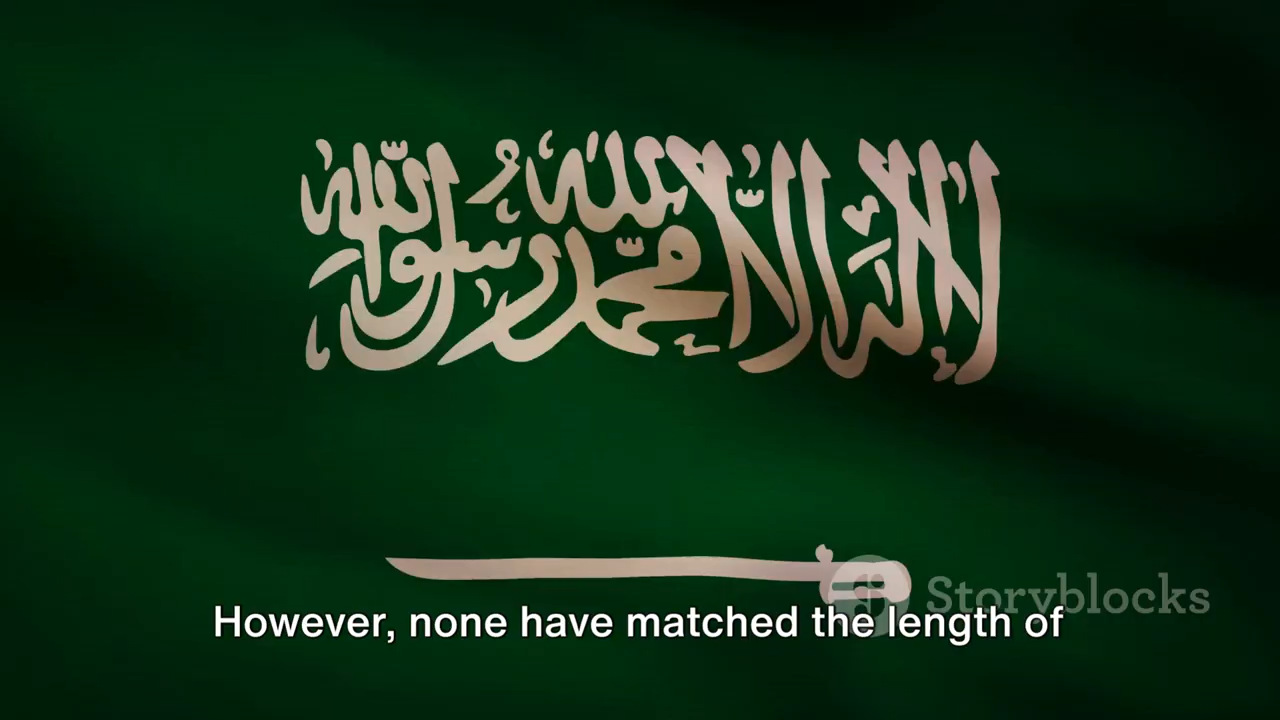 لا إله إلا الله محمد رسول الله
Storyblocks
However, none have matched the length of